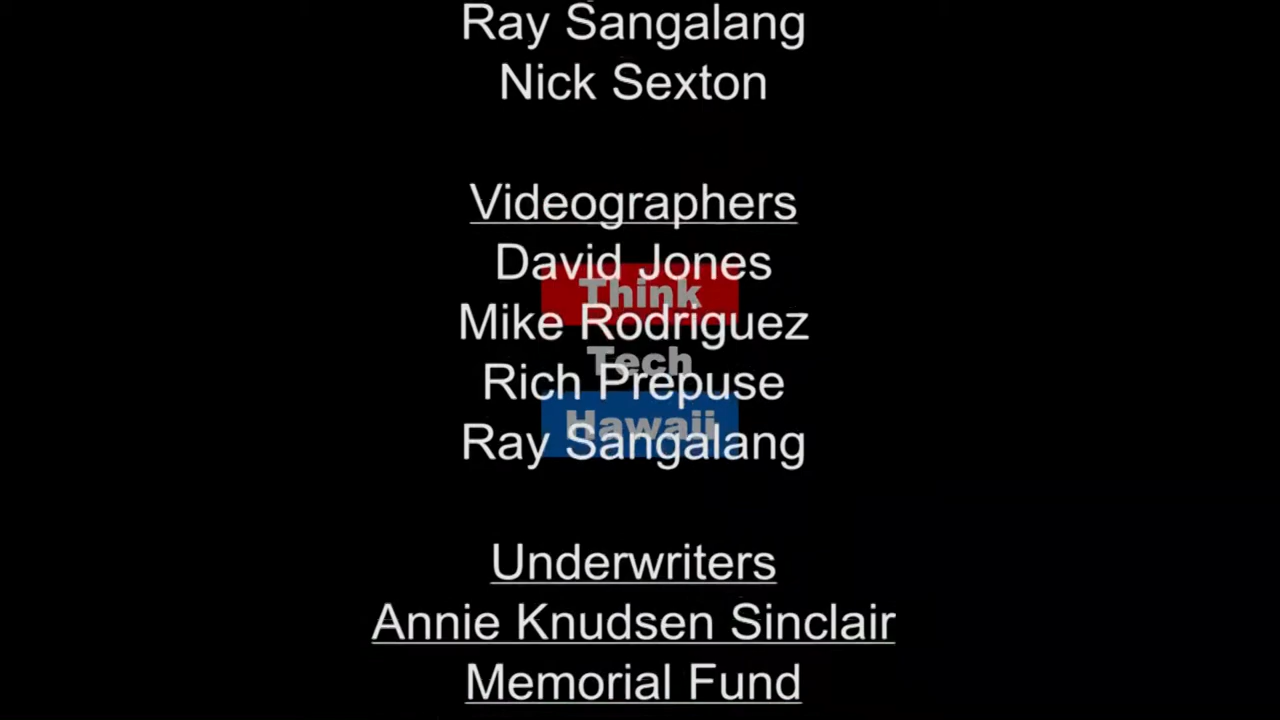 Ray Sangalang
Nick Sexton
Videographers
David Jones
Think
Mike Rodriguez
Tech
Rich Prepuse
Hawaii
Ray Sangalang
Underwriters
Annie Knudsen Sinclair
Memorial Fund